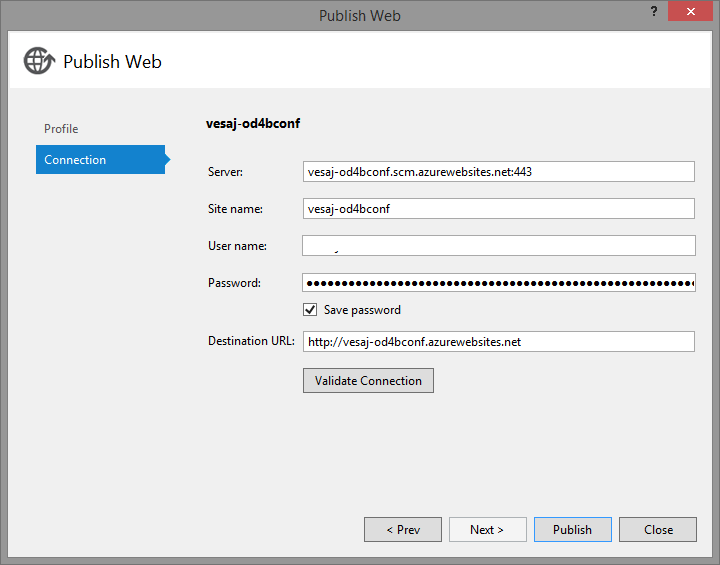 Publish Web
?
Publish Web
Profile
Connection
vesaj-od4bconf
Server: vesaj-od4bconf.scm.azurewebsites.net:443
Site name: vesaj-od4bconf
User name:
Password: ••••••••••••••••••••••••••••••••••••••••••••••••••••••••
Save password
Destination URL: http://vesaj-od4bconf.azurewebsites.net
Validate Connection
< Prev Next > Publish Close